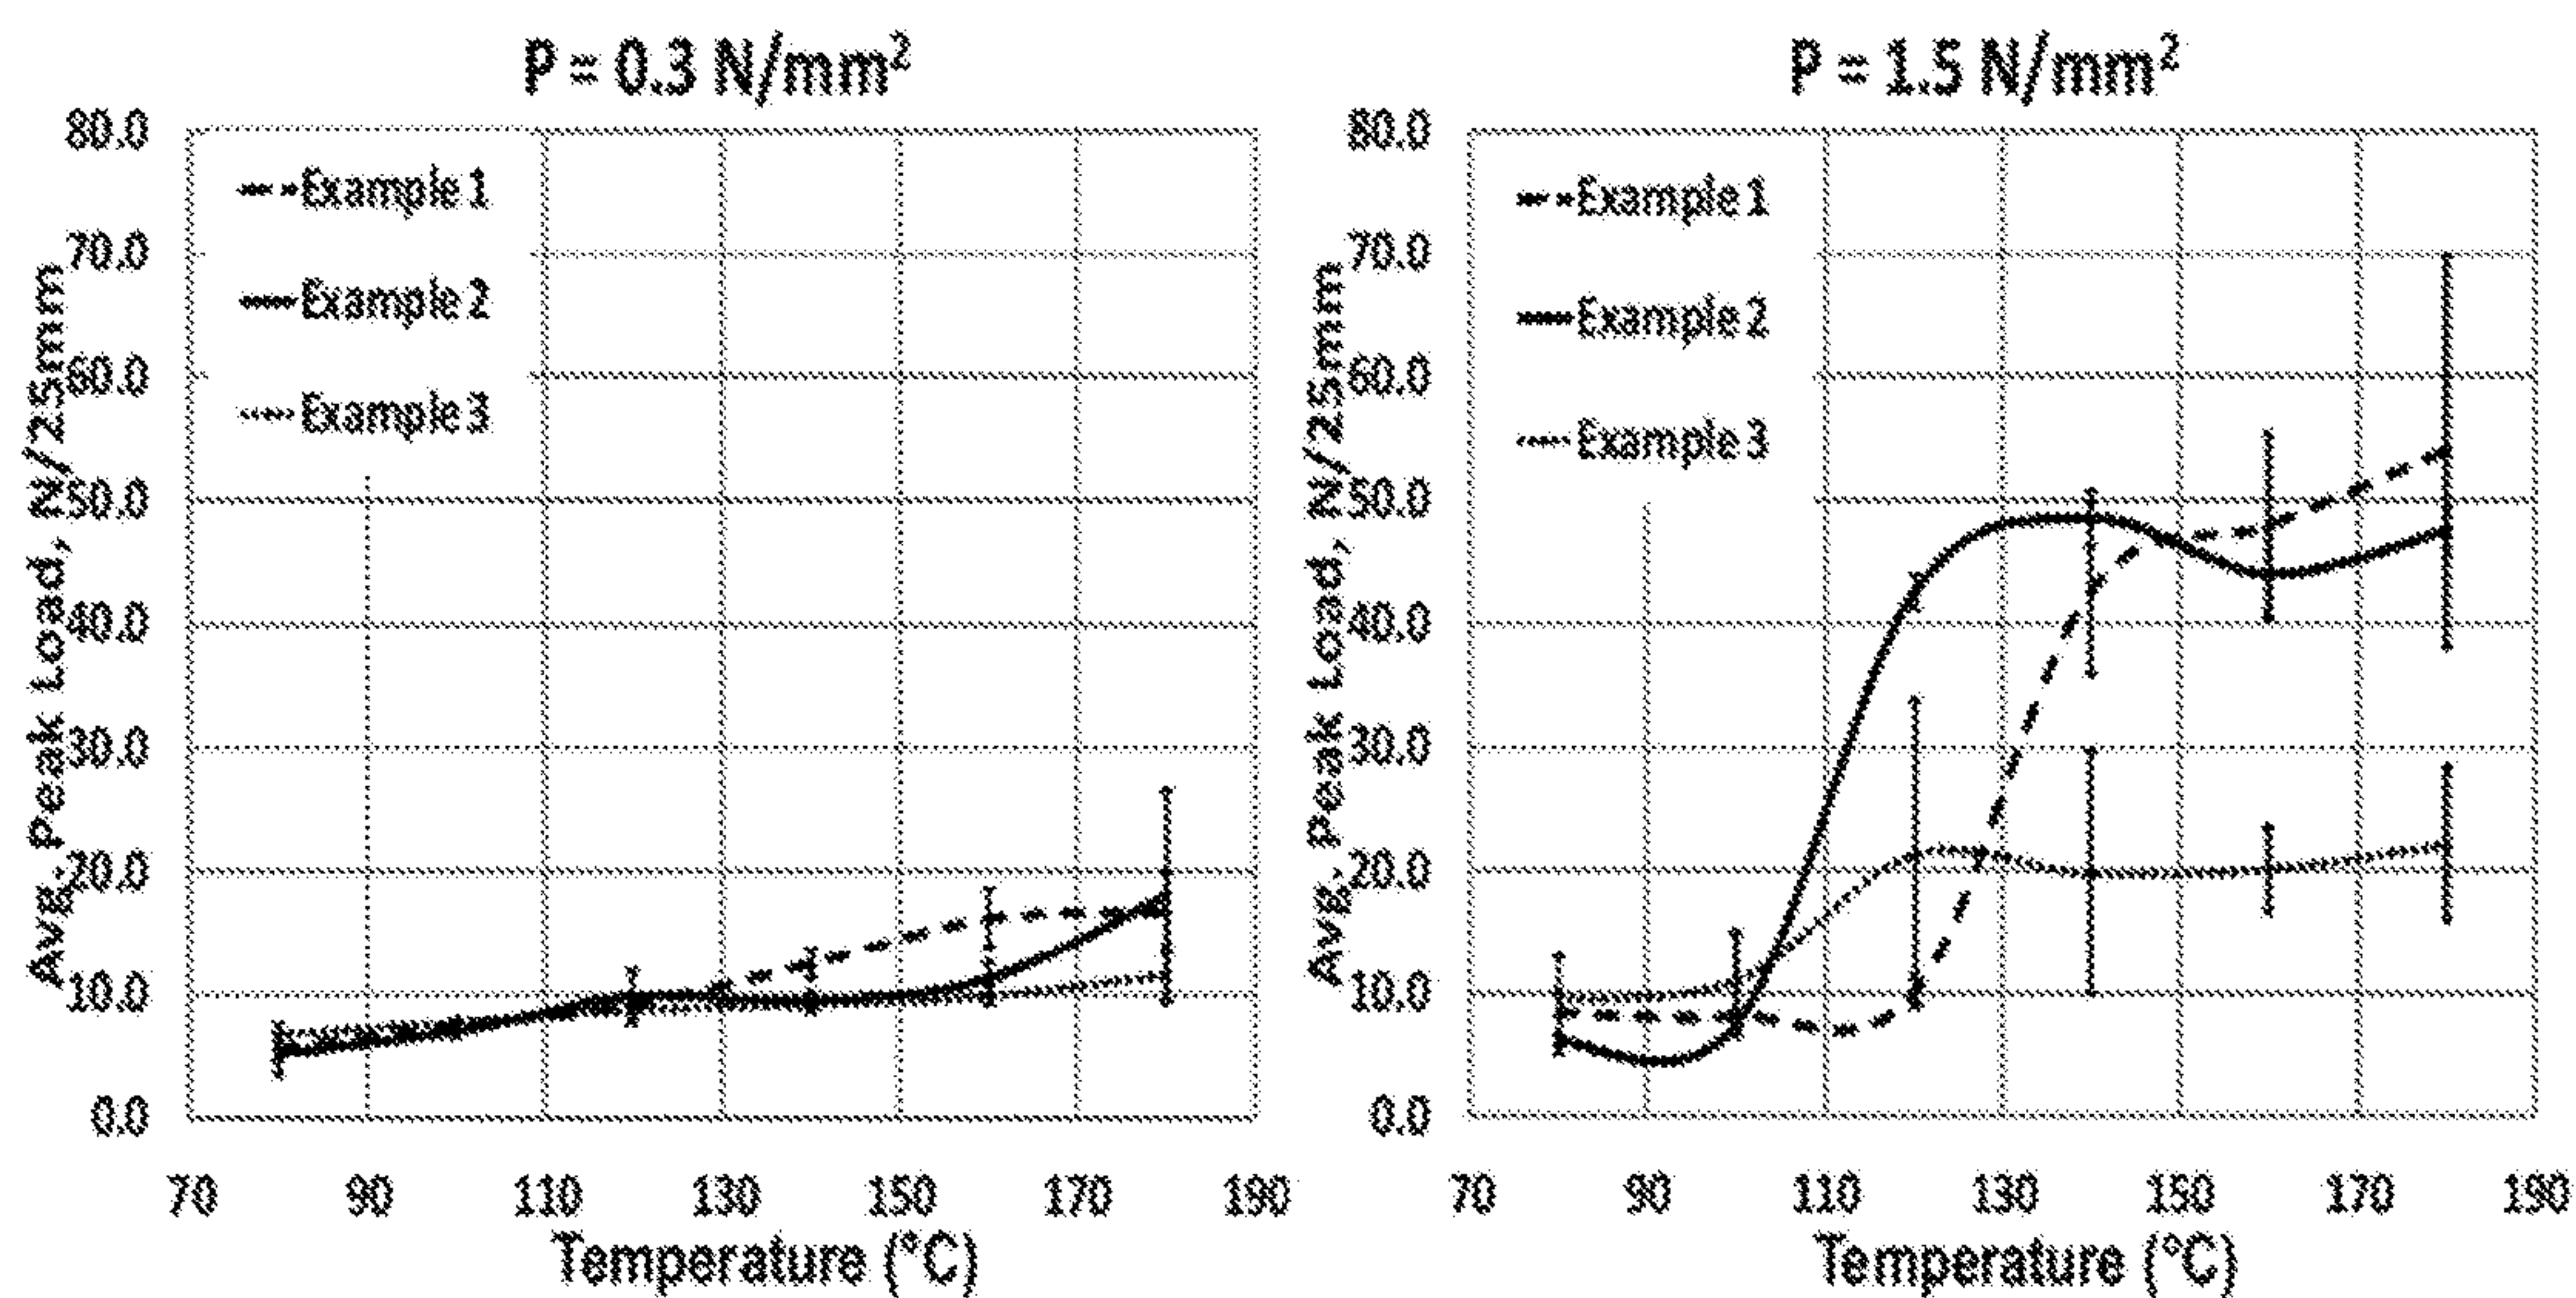 P = 0.3 N/mm²
Avg. Peak Load, N/25mm
80.0
70.0
60.0
50.0
40.0
30.0
20.0
10.0
0.0
Example 1
Example 2
Example 3
70 90 110 130 150 170 190
Temperature (°C)
P = 1.5 N/mm²
Avg. Peak Load, N/25mm
80.0
70.0
60.0
50.0
40.0
30.0
20.0
10.0
0.0
Example 1
Example 2
Example 3
70 90 110 130 150 170 190
Temperature (°C)